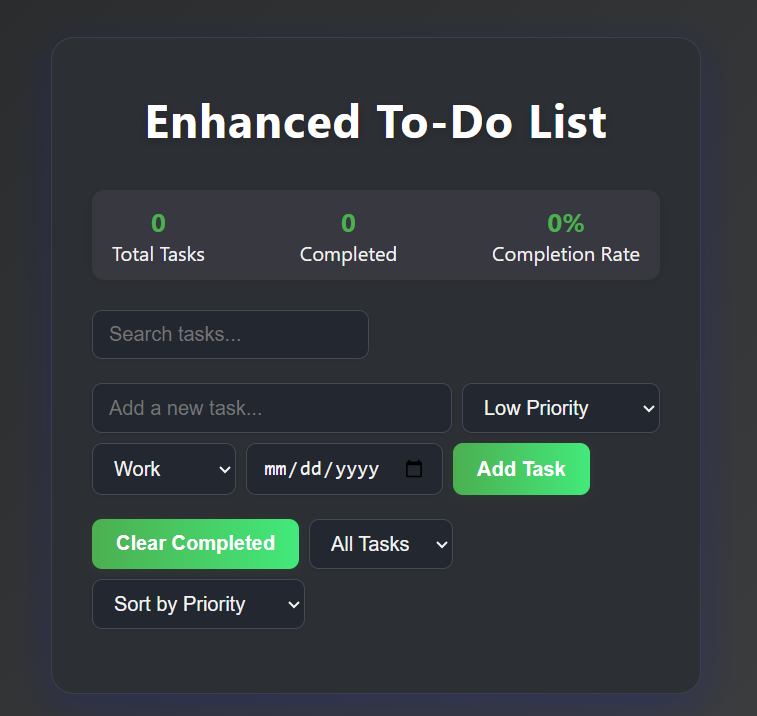 Enhanced To-Do List
0 0 0%
Total Tasks Completed Completion Rate
Search tasks...
Add a new task... Low Priority
Work mm/dd/yyyy Add Task
Clear Completed All Tasks
Sort by Priority